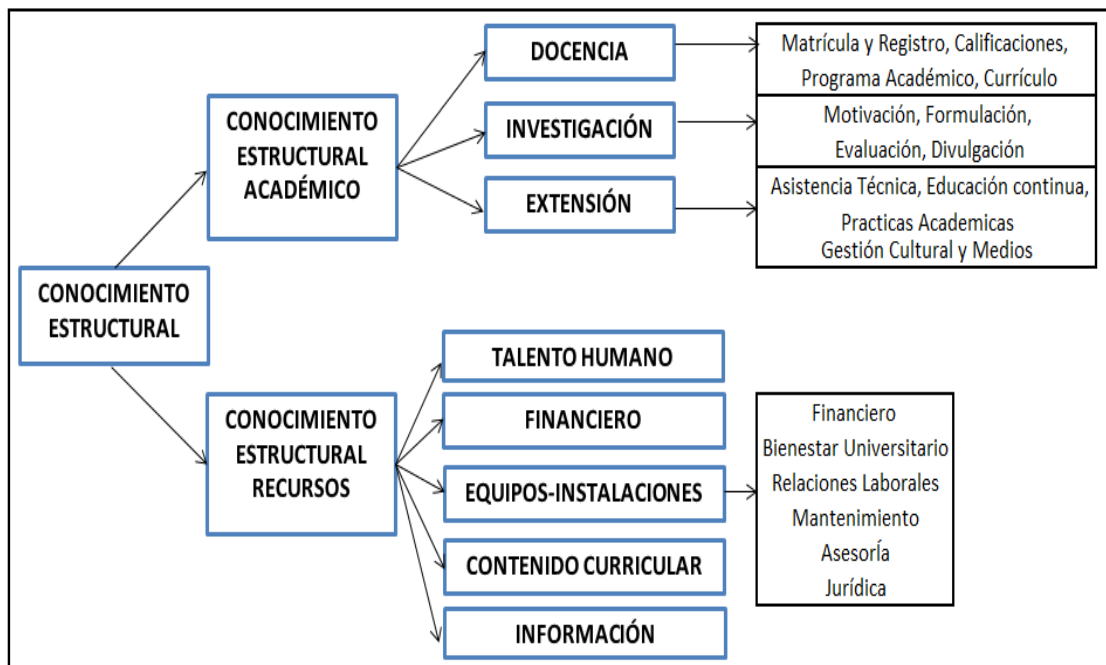 CONOCIMIENTO
ESTRUCTURAL
CONOCIMIENTO
ESTRUCTURAL
ACADÉMICO
DOCENCIA
Matrícula y Registro, Calificaciones,
Programa Académico, Currículo
INVESTIGACIÓN
Motivación, Formulación,
Evaluación, Divulgación
EXTENSIÓN
Asistencia Técnica, Educación continua,
Practicas Academicas
Gestión Cultural y Medios
CONOCIMIENTO
ESTRUCTURAL
RECURSOS
TALENTO HUMANO
FINANCIERO
EQUIPOS-INSTALACIONES
CONTENIDO CURRICULAR
INFORMACIÓN
Financiero
Bienestar Universitario
Relaciones Laborales
Mantenimiento
Asesoría
Jurídica